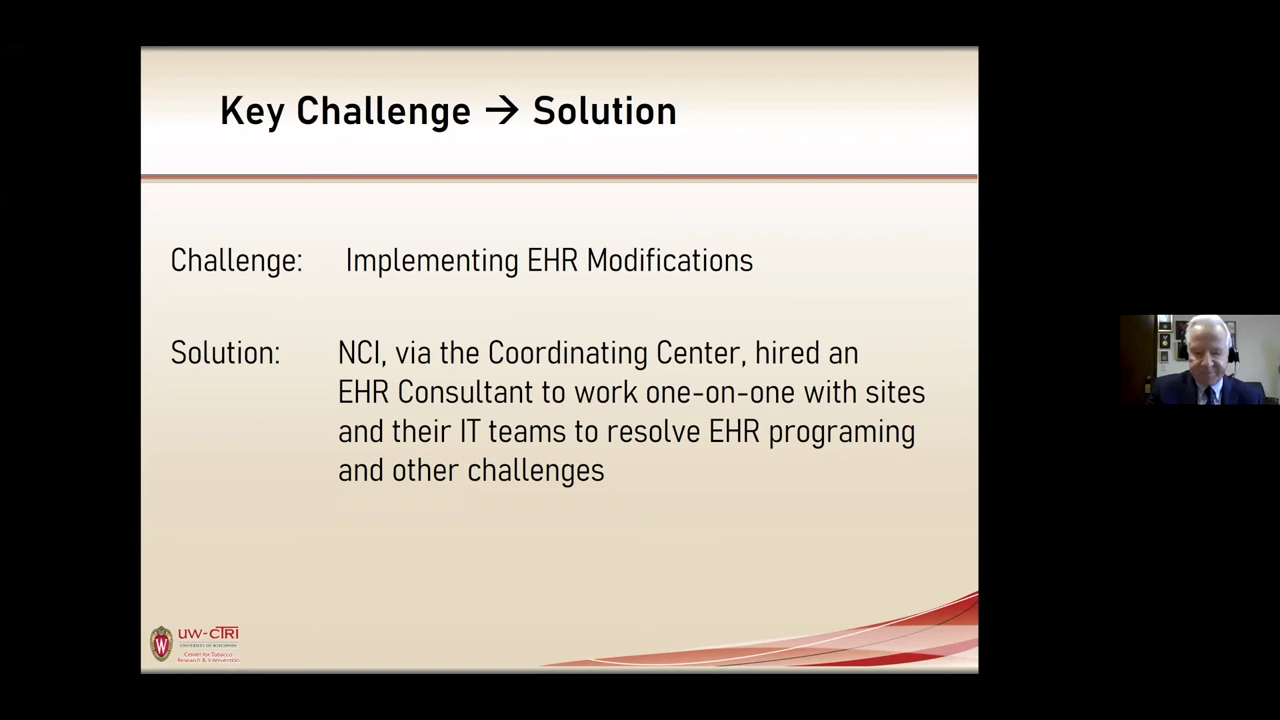 Key Challenge → Solution
Challenge: Implementing EHR Modifications
Solution: NCI, via the Coordinating Center, hired an
EHR Consultant to work one-on-one with sites
and their IT teams to resolve EHR programing
and other challenges
W
UW-CTRI
UNIVERSITY OF WISCONSIN
Center for Tobacco
Research & Intervention